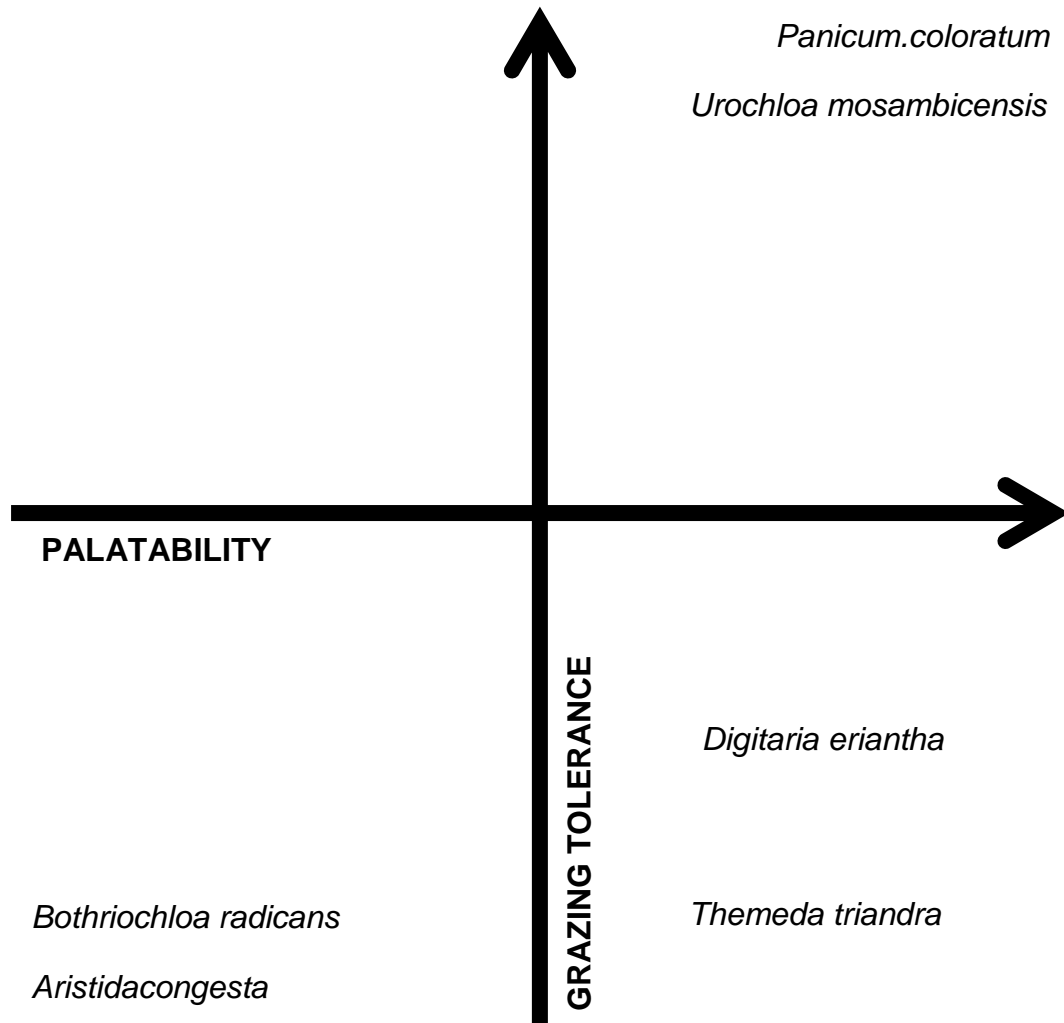 Panicum.coloratum
Urochloa mosambicensis
PALATABILITY
GRAZING TOLERANCE
Digitaria eriantha
Bothriochloa radicans
Themeda triandra
Aristidacongesta